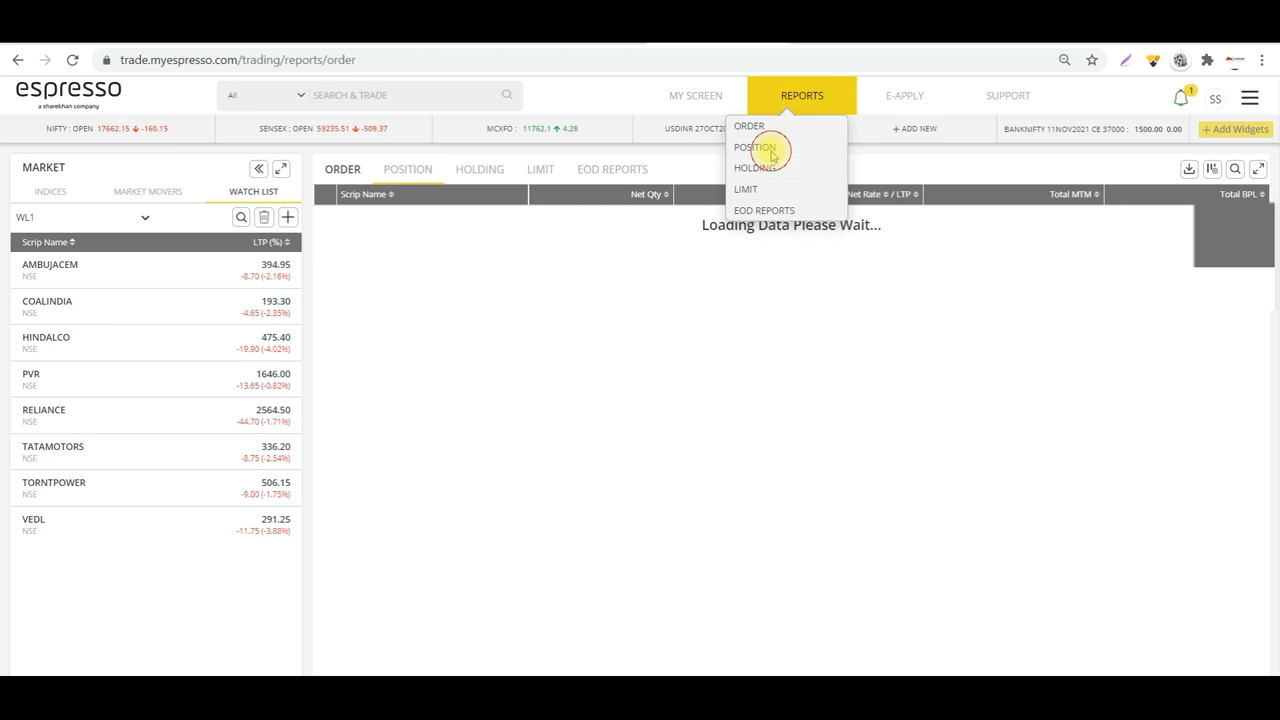 trade.myespresso.com/trading/reports/order
espresso
a sharekhan company
All
SEARCH & TRADE
MY SCREEN
REPORTS
E-APPLY
SUPPORT
1
SS
NIFTY : OPEN 17662.15 -160.15
SENSEX : OPEN 59235.51 -509.37
MCXFO : 11762.1 4.28
USDINR 27OCT20
+ ADD NEW
BANKNIFTY 11NOV2021 CE 37000 : 1500.00 0.00
+ Add Widgets
ORDER
POSITION
HOLDING
LIMIT
EOD REPORTS
MARKET
INDICES
MARKET MOVERS
WATCH LIST
WL1
Scrip Name
LTP (%)
AMBUJACEM 394.95
NSE -8.70 (-2.16%)
COALINDIA 193.30
NSE -4.65 (-2.35%)
HINDALCO 475.40
NSE -19.90 (-4.02%)
PVR 1646.00
NSE -13.65 (-0.82%)
RELIANCE 2564.50
NSE -44.70 (-1.71%)
TATAMOTORS 336.20
NSE -8.75 (-2.54%)
TORNTPOWER 506.15
NSE -9.00 (-1.75%)
VEDL 291.25
NSE -11.75 (-3.88%)
ORDER
POSITION
HOLDING
LIMIT
EOD REPORTS
Scrip Name
Net Qty
Net Rate
/ LTP
Total MTM
Total BPL
Loading Data Please Wait...